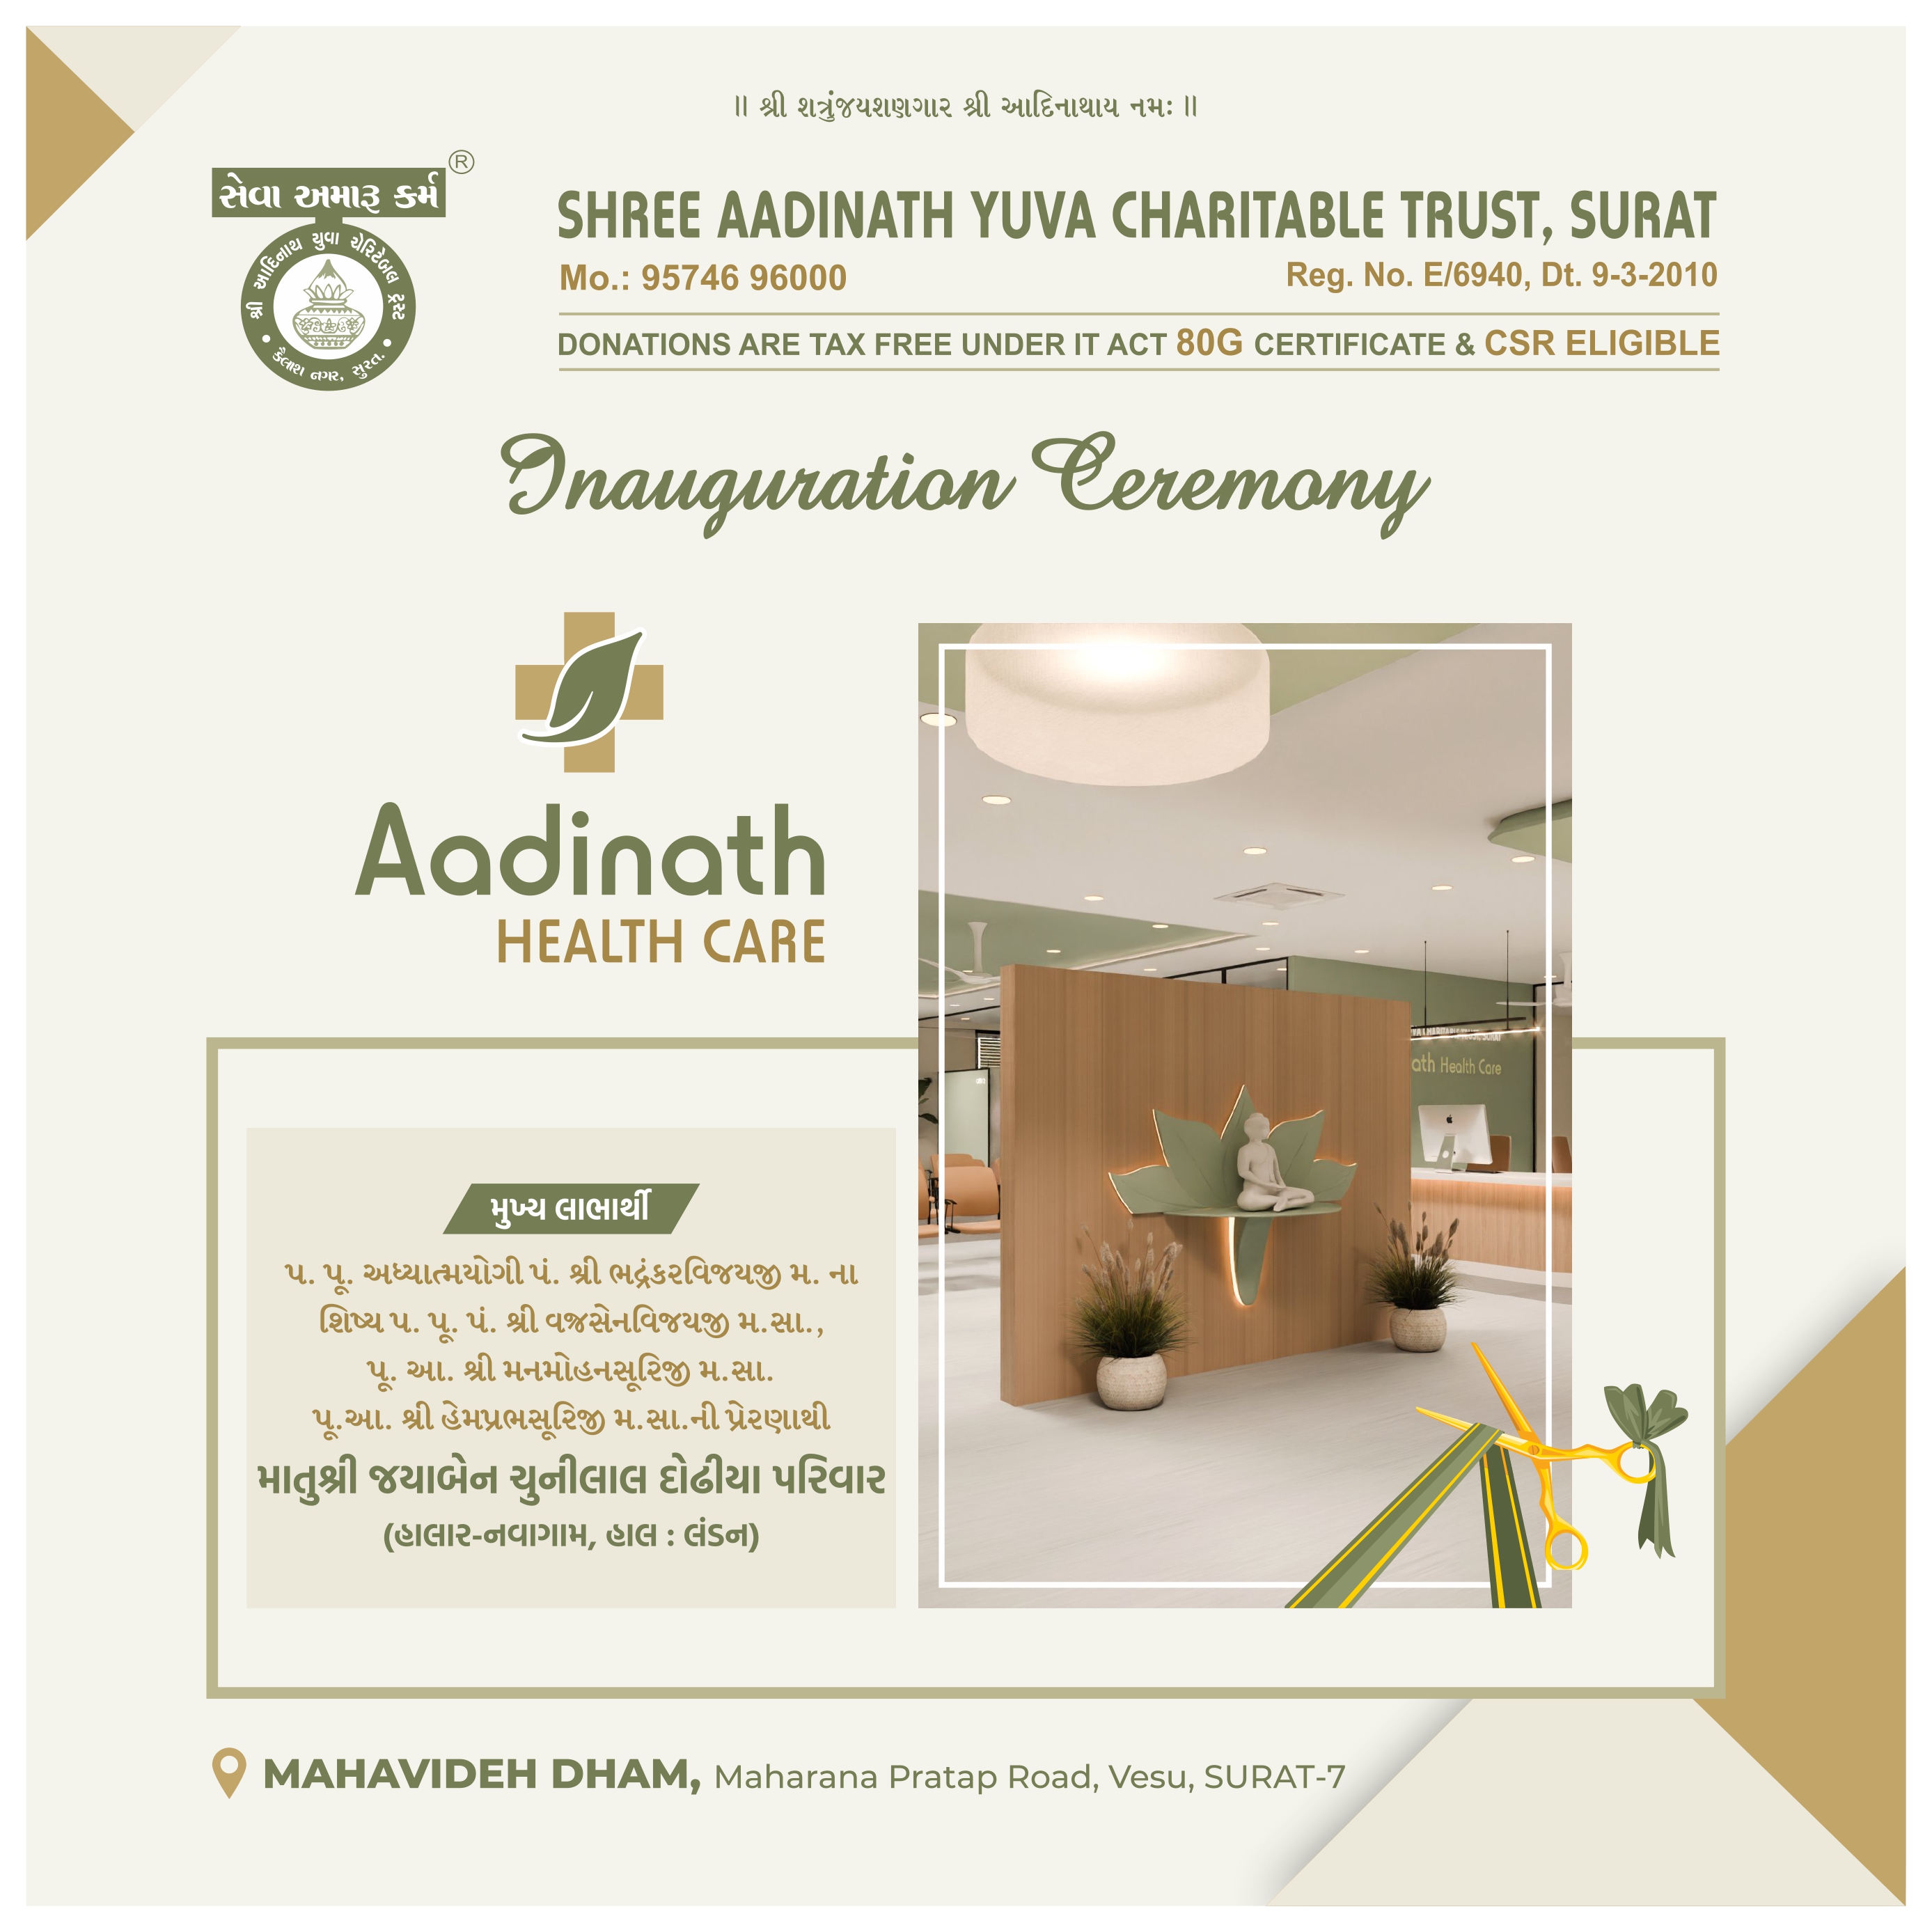 ॥ શ્રી શત્રુંજયશણગાર શ્રી આદિનાથાય નમઃ ॥
સેવા અમારૂ કર્મ ®
શ્રી આદિનાથ યુવા ચેરિટેબલ ટ્રસ્ટ
• કૈલાશ નગર, સુરત. •
SHREE AADINATH YUVA CHARITABLE TRUST, SURAT
Mo.: 95746 96000 Reg. No. E/6940, Dt. 9-3-2010
DONATIONS ARE TAX FREE UNDER IT ACT 80G CERTIFICATE & CSR ELIGIBLE
Inauguration Ceremony
Aadinath
HEALTH CARE
ath Health Care
મુખ્ય લાભાર્થી
પ. પૂ. અધ્યાત્મયોગી પં. શ્રી ભદ્રંકરવિજયજી મ. ના
શિષ્ય પ. પૂ. પં. શ્રી વજ્રસેનવિજયજી મ.સા.,
પૂ. આ. શ્રી મનમોહનસૂરિજી મ.સા.
પૂ.આ. શ્રી હેમપ્રભસૂરિજી મ.સા.ની પ્રેરણાથી
માતુશ્રી જયાબેન ચુનીલાલ દોઢીયા પરિવાર
(હાલાર-નવાગામ, હાલ : લંડન)
MAHAVIDEH DHAM, Maharana Pratap Road, Vesu, SURAT-7